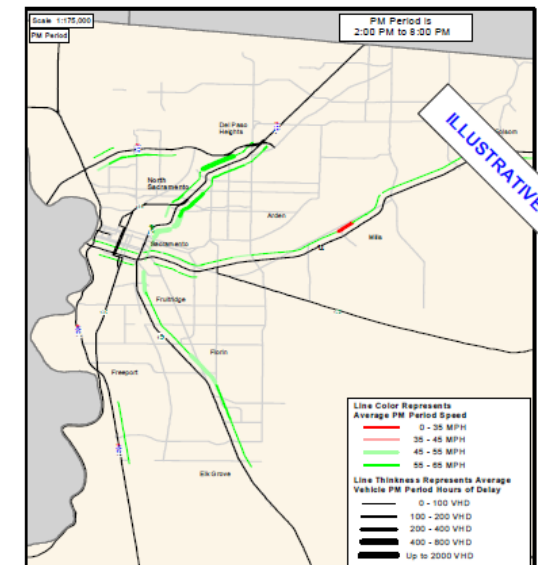 Scale 1:175,000
PM Period
PM Period is
2:00 PM to 8:00 PM
ILLUSTRATIVE
Folsom
Del Paso
Heights
North
Sacramento
Arden
Mills
Sacramento
Fruitridge
Florin
Freeport
Elk Grove
Line Color Represents
Average PM Period Speed
0 - 35 MPH
35 - 45 MPH
45 - 55 MPH
55 - 65 MPH
Line Thinkness Represents Average
Vehicle PM Period Hours of Delay
0 - 100 VHD
100 - 200 VHD
200 - 400 VHD
400 - 800 VHD
Up to 2000 VHD